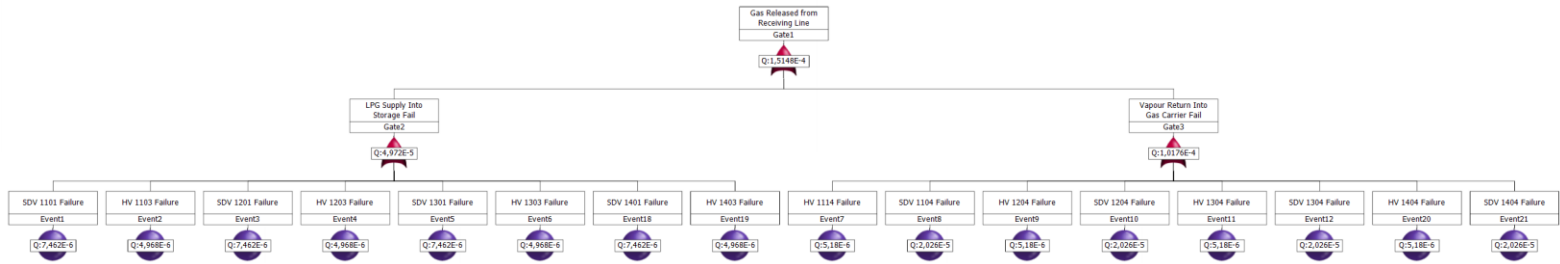 Gas Released from
Receiving Line
Gate1
Q:1,5148E-4
LPG Supply Into
Storage Fail
Gate2
Q:4,972E-5
Vapour Return Into
Gas Carrier Fail
Gate3
Q:1,0176E-4
SDV 1101 Failure
Event1
Q:7,462E-6
HV 1103 Failure
Event2
Q:4,968E-6
SDV 1201 Failure
Event3
Q:7,462E-6
HV 1203 Failure
Event4
Q:4,968E-6
SDV 1301 Failure
Event5
Q:7,462E-6
HV 1303 Failure
Event6
Q:4,968E-6
SDV 1401 Failure
Event18
Q:7,462E-6
HV 1403 Failure
Event19
Q:4,968E-6
HV 1114 Failure
Event7
Q:5,18E-6
SDV 1104 Failure
Event8
Q:2,026E-5
HV 1204 Failure
Event9
Q:5,18E-6
SDV 1204 Failure
Event10
Q:2,026E-5
HV 1304 Failure
Event11
Q:5,18E-6
SDV 1304 Failure
Event12
Q:2,026E-5
HV 1404 Failure
Event20
Q:5,18E-6
SDV 1404 Failure
Event21
Q:2,026E-5